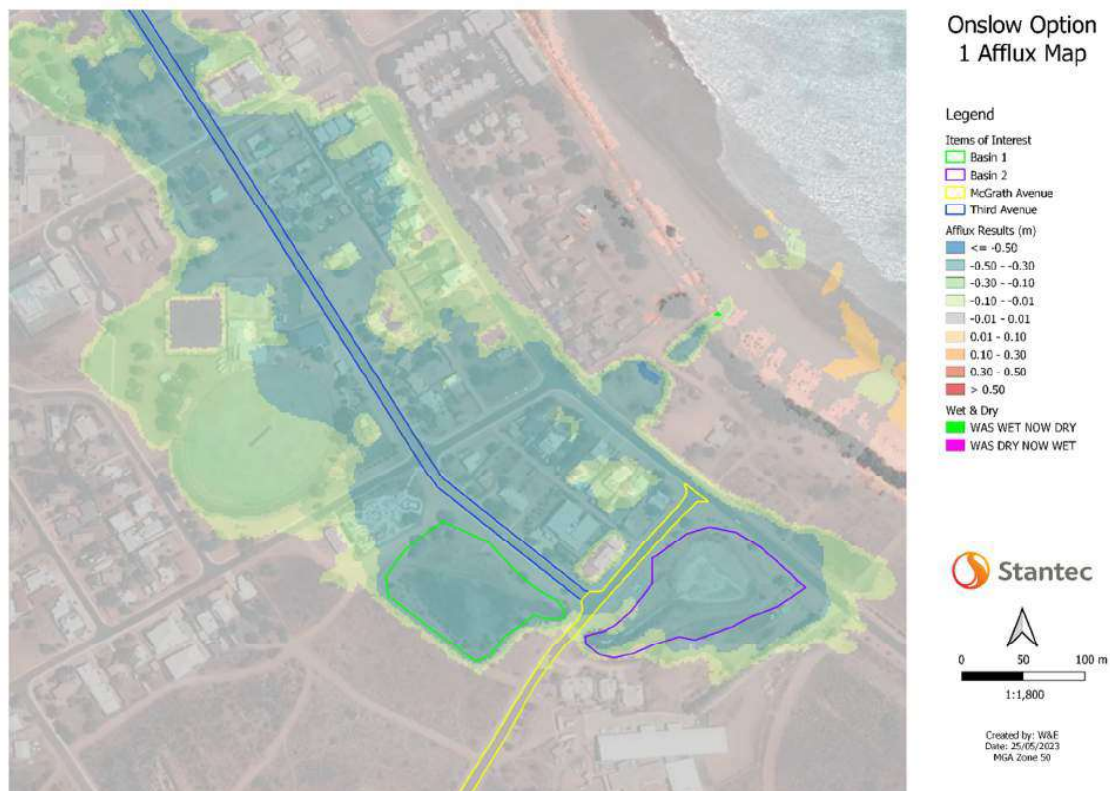 Onslow Option
1 Afflux Map
Legend
Items of Interest
Basin 1
Basin 2
McGrath Avenue
Third Avenue
Afflux Results (m)
<= -0.50
-0.50 - -0.30
-0.30 - -0.10
-0.10 - -0.01
-0.01 - 0.01
0.01 - 0.10
0.10 - 0.30
0.30 - 0.50
> 0.50
Wet & Dry
WAS WET NOW DRY
WAS DRY NOW WET
Stantec
0 50 100 m
1:1,800
Created by: W&E
Date: 25/05/2023
MGA Zone 50